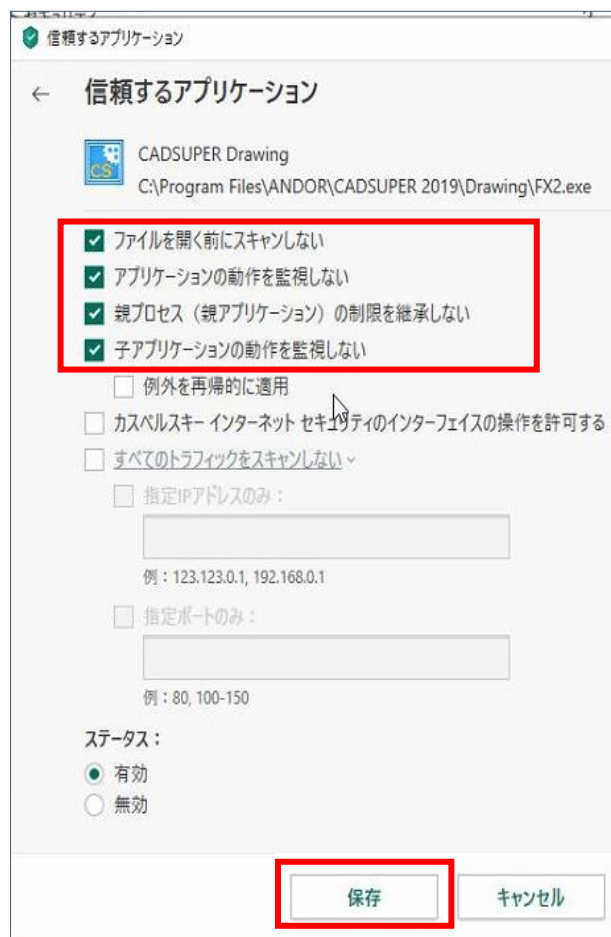 信頼するアプリケーション
← 信頼するアプリケーション
CS
CADSUPER Drawing
C:\Program Files\ANDOR\CADSUPER 2019\Drawing\FX2.exe
ファイルを開く前にスキャンしない
アプリケーションの動作を監視しない
親プロセス（親アプリケーション）の制限を継承しない
子アプリケーションの動作を監視しない
例外を再帰的に適用
カスペルスキー インターネット セキュリティのインターフェイスの操作を許可する
すべてのトラフィックをスキャンしない
指定IPアドレスのみ：
例：123.123.0.1, 192.168.0.1
指定ポートのみ：
例：80, 100-150
ステータス：
有効
無効
保存 キャンセル